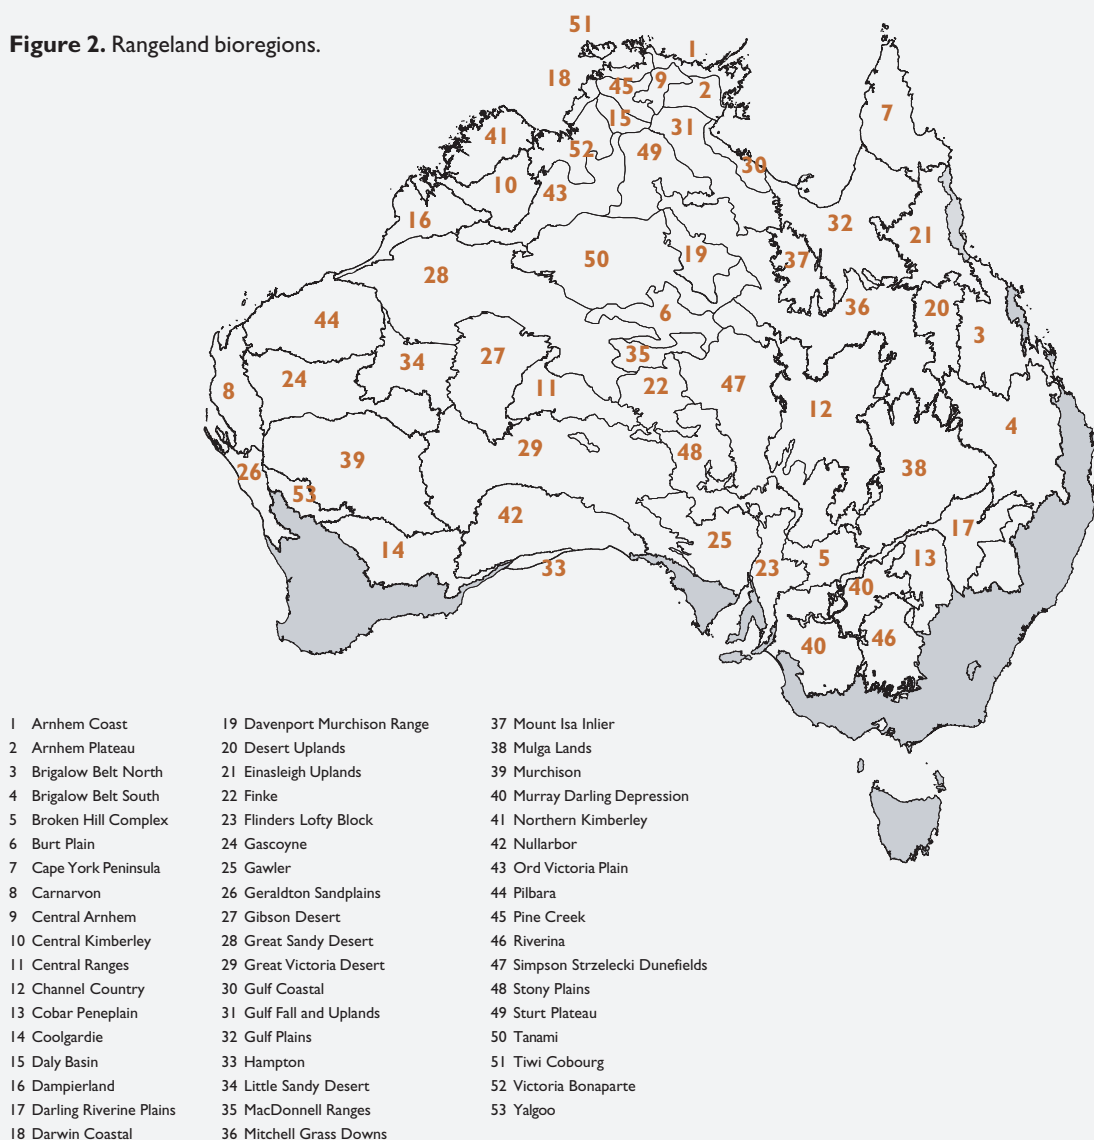 Figure 2. Rangeland bioregions.
51
1
18
45
9
2
7
15
31
41
52
49
30
10
43
16
32
21
19
50
37
28
36
20
6
44
3
27
35
34
24
22
47
11
8
12
4
29
48
39
38
26
53
42
17
25
14
5
13
33
23
40
46
40
1 Arnhem Coast
2 Arnhem Plateau
3 Brigalow Belt North
4 Brigalow Belt South
5 Broken Hill Complex
6 Burt Plain
7 Cape York Peninsula
8 Carnarvon
9 Central Arnhem
10 Central Kimberley
11 Central Ranges
12 Channel Country
13 Cobar Peneplain
14 Coolgardie
15 Daly Basin
16 Dampierland
17 Darling Riverine Plains
18 Darwin Coastal
19 Davenport Murchison Range
20 Desert Uplands
21 Einasleigh Uplands
22 Finke
23 Flinders Lofty Block
24 Gascoyne
25 Gawler
26 Geraldton Sandplains
27 Gibson Desert
28 Great Sandy Desert
29 Great Victoria Desert
30 Gulf Coastal
31 Gulf Fall and Uplands
32 Gulf Plains
33 Hampton
34 Little Sandy Desert
35 MacDonnell Ranges
36 Mitchell Grass Downs
37 Mount Isa Inlier
38 Mulga Lands
39 Murchison
40 Murray Darling Depression
41 Northern Kimberley
42 Nullarbor
43 Ord Victoria Plain
44 Pilbara
45 Pine Creek
46 Riverina
47 Simpson Strzelecki Dunefields
48 Stony Plains
49 Sturt Plateau
50 Tanami
51 Tiwi Cobourg
52 Victoria Bonaparte
53 Yalgoo